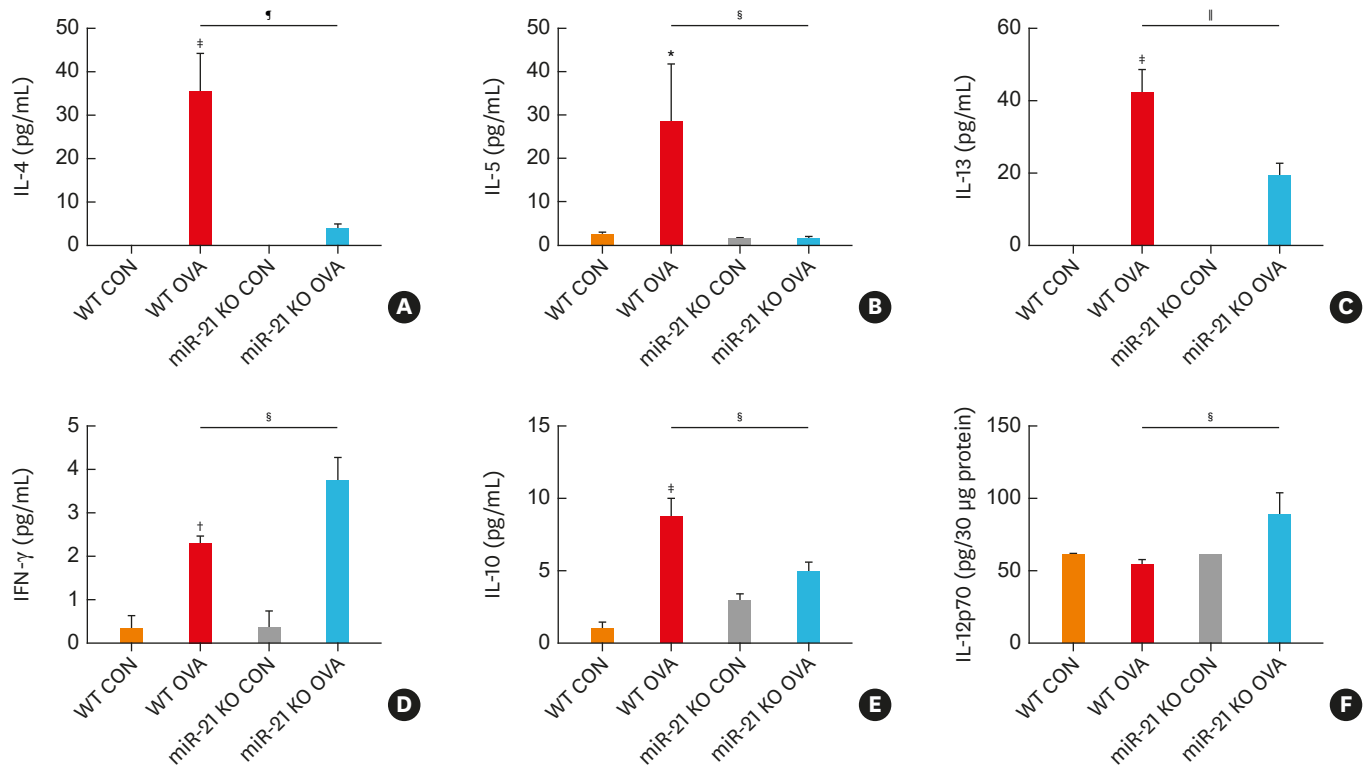 ¶
50
40
30
20
10
0
IL-4 (pg/mL)
‡
WT CON
WT OVA
miR-21 KO CON
miR-21 KO OVA
A
§
50
40
30
20
10
0
IL-5 (pg/mL)
*
WT CON
WT OVA
miR-21 KO CON
miR-21 KO OVA
B
‖
60
40
20
0
IL-13 (pg/mL)
‡
WT CON
WT OVA
miR-21 KO CON
miR-21 KO OVA
C
§
5
4
3
2
1
0
IFN-γ (pg/mL)
†
WT CON
WT OVA
miR-21 KO CON
miR-21 KO OVA
D
§
15
10
5
0
IL-10 (pg/mL)
‡
WT CON
WT OVA
miR-21 KO CON
miR-21 KO OVA
E
§
150
100
50
0
IL-12p70 (pg/30 µg protein)
WT CON
WT OVA
miR-21 KO CON
miR-21 KO OVA
F